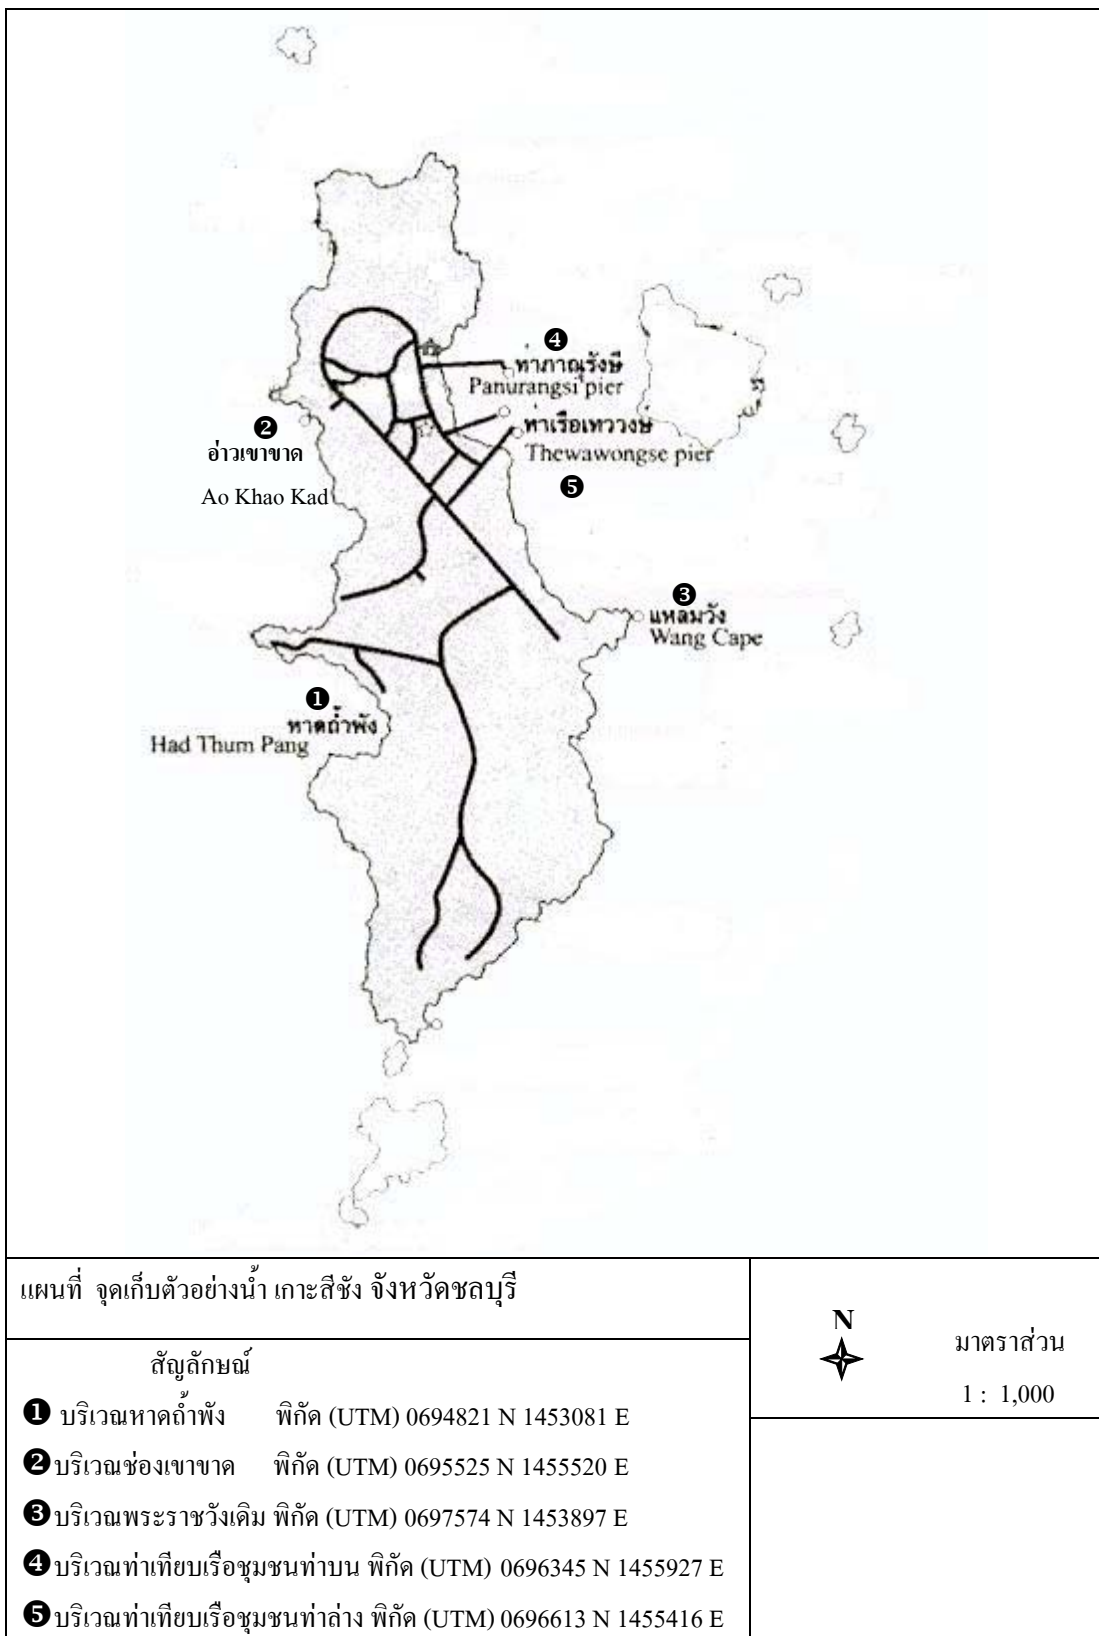 ❹
ท่าภาณุรังษี
Panurangsi pier
❷
อ่าวเขาขาด
Ao Khao Kad
ท่าเรือเทววงษ์
Thewawongse pier
❺
❸
แหลมวัง
Wang Cape
❶
หาดถ้ำพัง
Had Thum Pang
แผนที่ จุดเก็บตัวอย่างน้ำ เกาะสีชัง จังหวัดชลบุรี
N
มาตราส่วน
1 : 1,000
สัญลักษณ์
❶ บริเวณหาดถ้ำพัง พิกัด (UTM) 0694821 N 1453081 E
❷ บริเวณช่องเขาขาด พิกัด (UTM) 0695525 N 1455520 E
❸ บริเวณพระราชวังเดิม พิกัด (UTM) 0697574 N 1453897 E
❹ บริเวณท่าเทียบเรือชุมชนท่าบน พิกัด (UTM) 0696345 N 1455927 E
❺ บริเวณท่าเทียบเรือชุมชนท่าล่าง พิกัด (UTM) 0696613 N 1455416 E